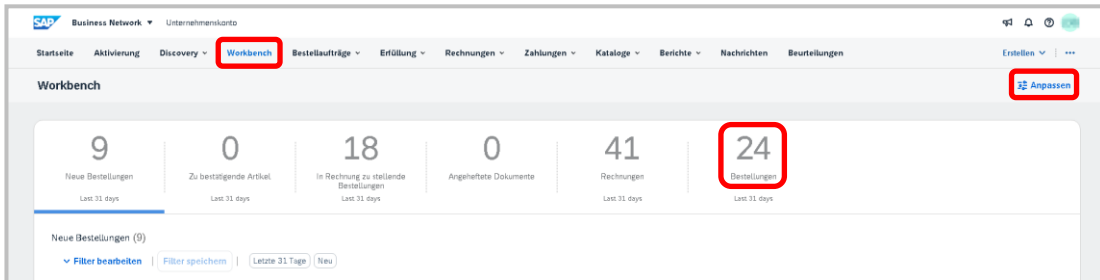 SAP Business Network ▼ Unternehmenskonto
Startseite Aktivierung Discovery Workbench Bestellaufträge Erfüllung Rechnungen Zahlungen Kataloge Berichte Nachrichten Beurteilungen Erstellen
Workbench Anpassen
9 0 18 0 41 24
Neue Bestellungen Zu bestätigende Artikel In Rechnung zu stellende Bestellungen Angeheftete Dokumente Rechnungen Bestellungen
Last 31 days Last 31 days Last 31 days Last 31 days Last 31 days
Neue Bestellungen (9)
Filter bearbeiten | Filter speichern | Letzte 31 Tage Neu